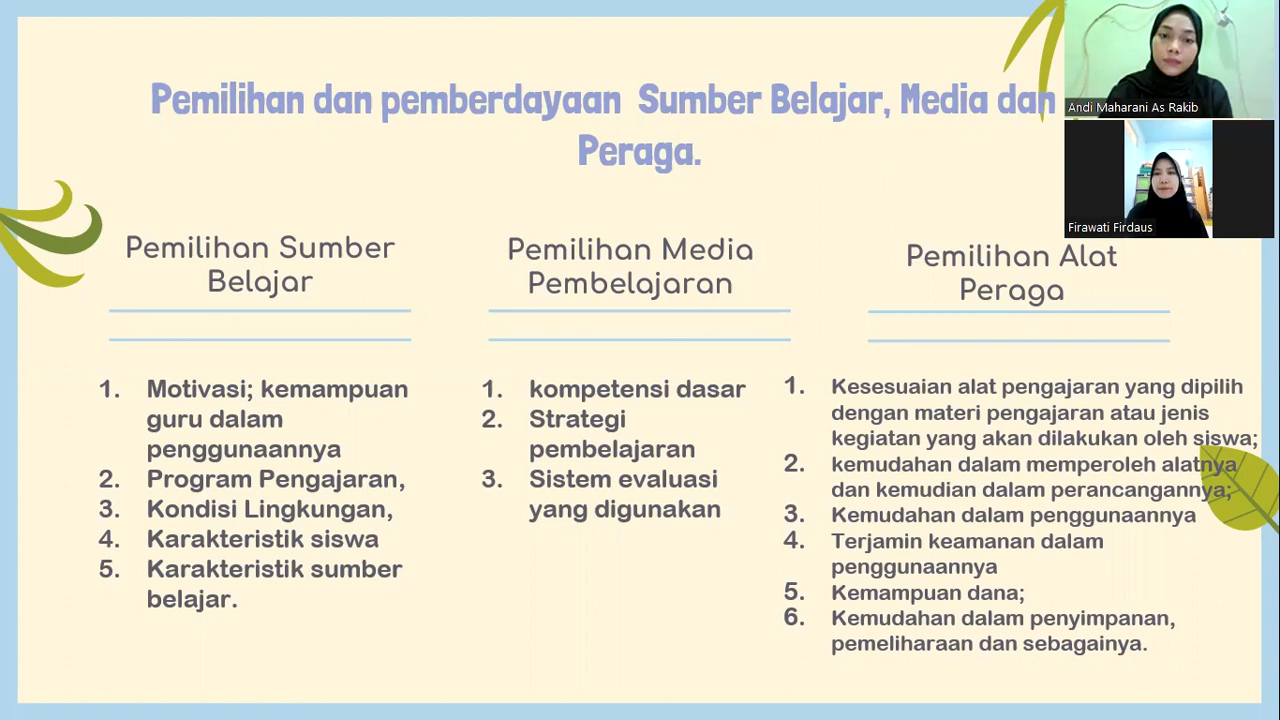 Pemilihan dan pemberdayaan Sumber Belajar, Media dan
Peraga.
Andi Maharani As Rakib
Firawati Firdaus
Pemilihan Sumber
Belajar
1. Motivasi; kemampuan
guru dalam
penggunaannya
2. Program Pengajaran,
3. Kondisi Lingkungan,
4. Karakteristik siswa
5. Karakteristik sumber
belajar.
Pemilihan Media
Pembelajaran
1. kompetensi dasar
2. Strategi
pembelajaran
3. Sistem evaluasi
yang digunakan
Pemilihan Alat
Peraga
1. Kesesuaian alat pengajaran yang dipilih
dengan materi pengajaran atau jenis
kegiatan yang akan dilakukan oleh siswa;
2. kemudahan dalam memperoleh alatnya
dan kemudian dalam perancangannya;
3. Kemudahan dalam penggunaannya
4. Terjamin keamanan dalam
penggunaannya
5. Kemampuan dana;
6. Kemudahan dalam penyimpanan,
pemeliharaan dan sebagainya.